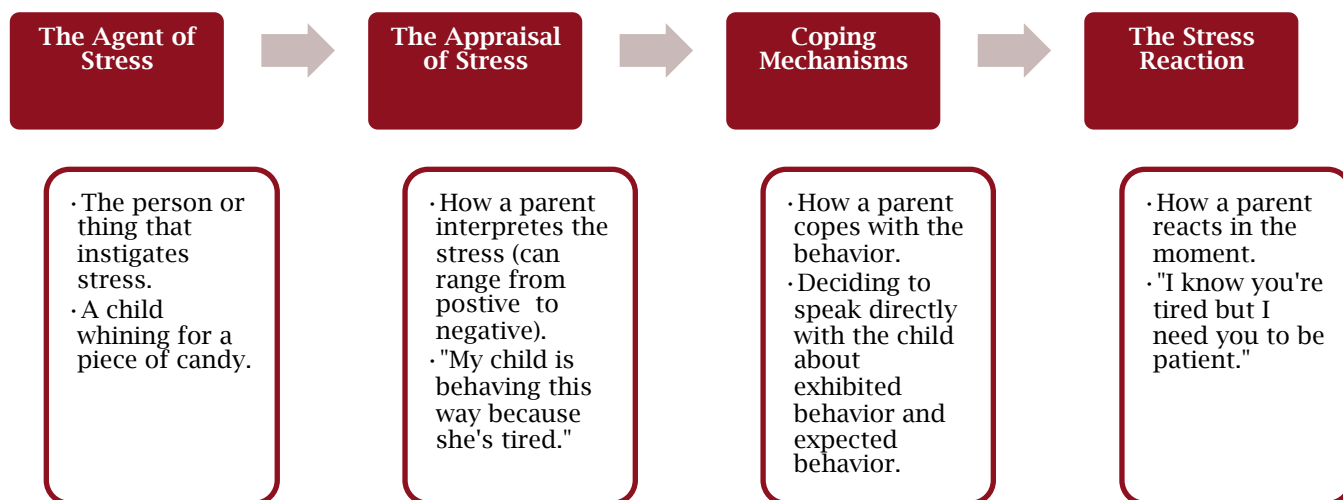 The Agent of
Stress
The Appraisal
of Stress
Coping
Mechanisms
The Stress
Reaction
·The person or
thing that
instigates
stress.
·A child
whining for a
piece of candy.
·How a parent
interpretes the
stress (can
range from
postive  to
negative).
·"My child is
behaving this
way because
she's tired."
·How a parent
copes with the
behavior.
·Deciding to
speak directly
with the child
about
exhibited
behavior and
expected
behavior.
·How a parent
reacts in the
moment.
·"I know you're
tired but I
need you to be
patient."